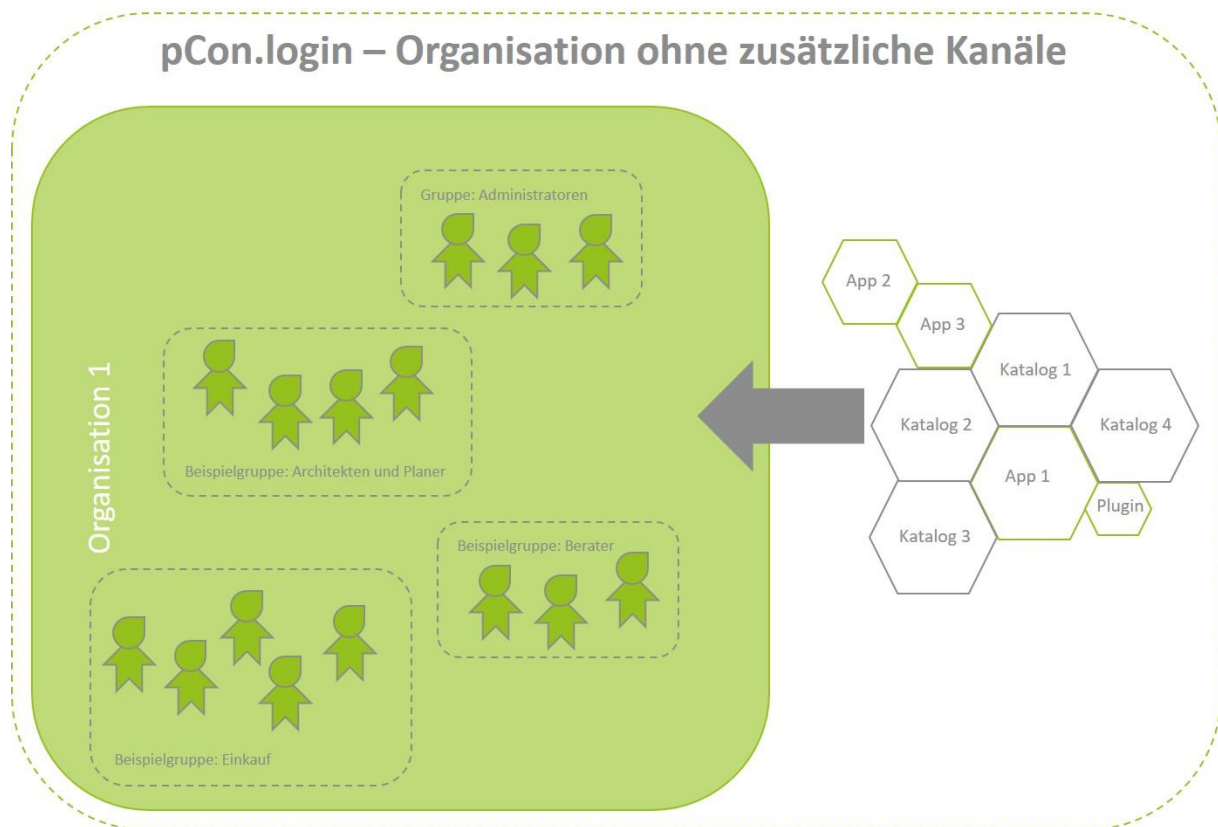 pCon.login – Organisation ohne zusätzliche Kanäle
Organisation 1
Gruppe: Administratoren
Beispielgruppe: Architekten und Planer
Beispielgruppe: Berater
Beispielgruppe: Einkauf
App 2
App 3
Katalog 1
Katalog 2
Katalog 4
App 1
Plugin
Katalog 3